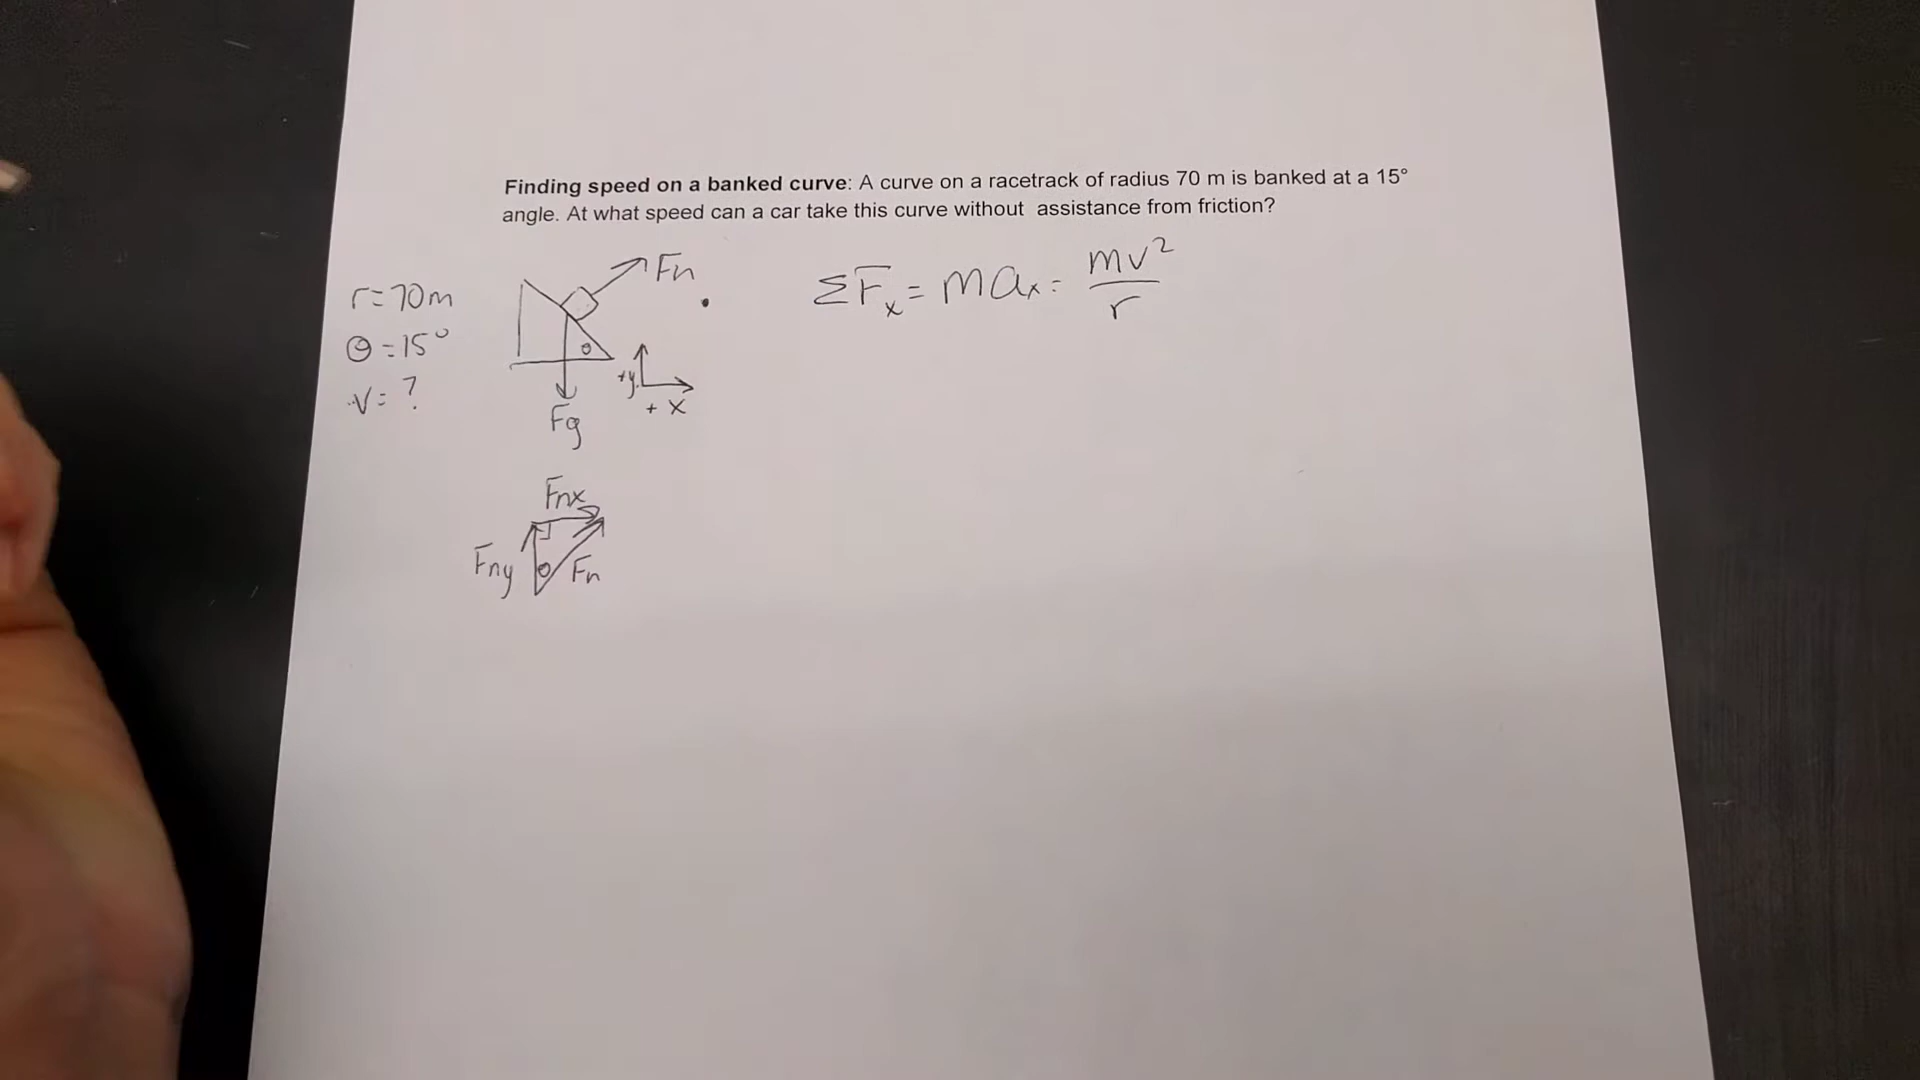 Finding speed on a banked curve: A curve on a racetrack of radius 70 m is banked at a 15°
angle. At what speed can a car take this curve without assistance from friction?
r=70m
θ=15°
v= ?
Fn
θ
+y
+ x
Fg
ΣFx = max = mv²/r
Fnx
Fny
θ
Fn